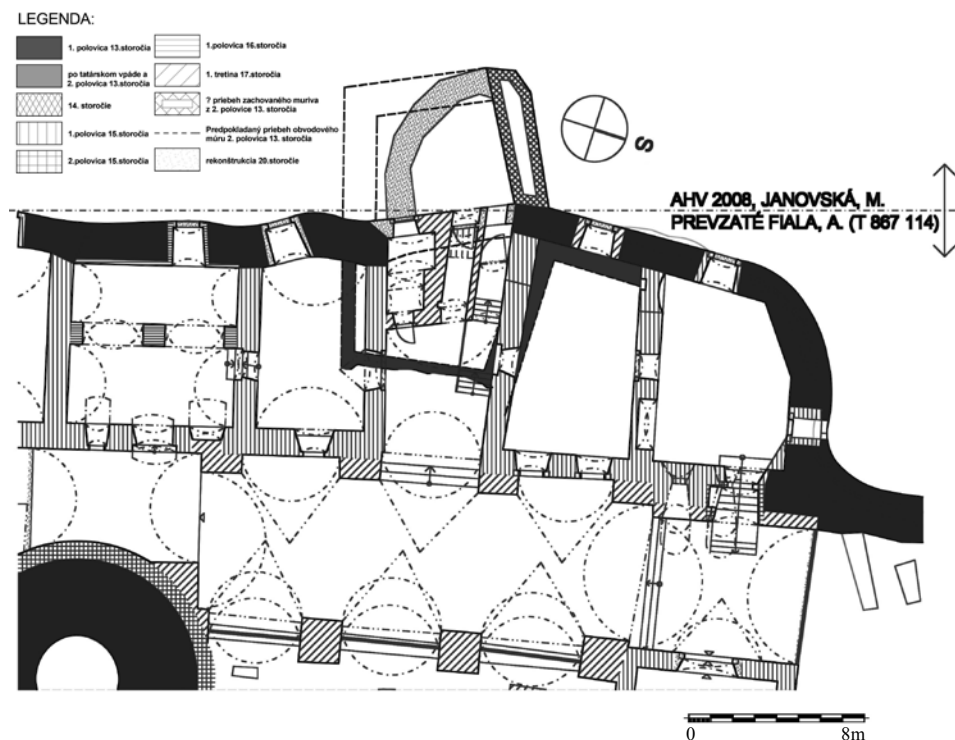 LEGENDA:
1. polovica 13.storočia
po tatárskom vpáde a
2. polovica 13.storočia
14. storočie
1.polovica 15.storočia
2.polovica 15.storočia
1.polovica 16.storočia
1. tretina 17.storočia
? priebeh zachovaného muriva
z 2. polovice 13. storočia
Predpokladaný priebeh obvodového
múru 2. polovica 13. storočia
rekonštrukcia 20.storočie
S
AHV 2008, JANOVSKÁ, M.
PREVZATÉ FIALA, A. (T 867 114)
0 8m